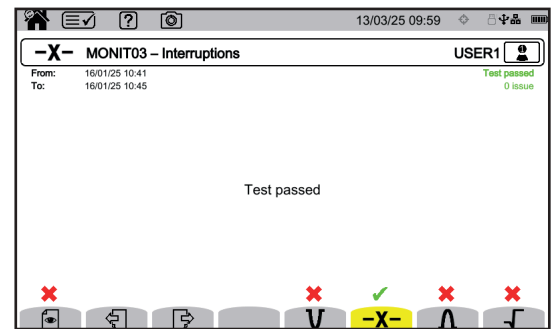 13/03/25 09:59
-X- MONIT03 – Interruptions USER1
From: 16/01/25 10:41 Test passed
To: 16/01/25 10:45 0 issue
Test passed
-X-